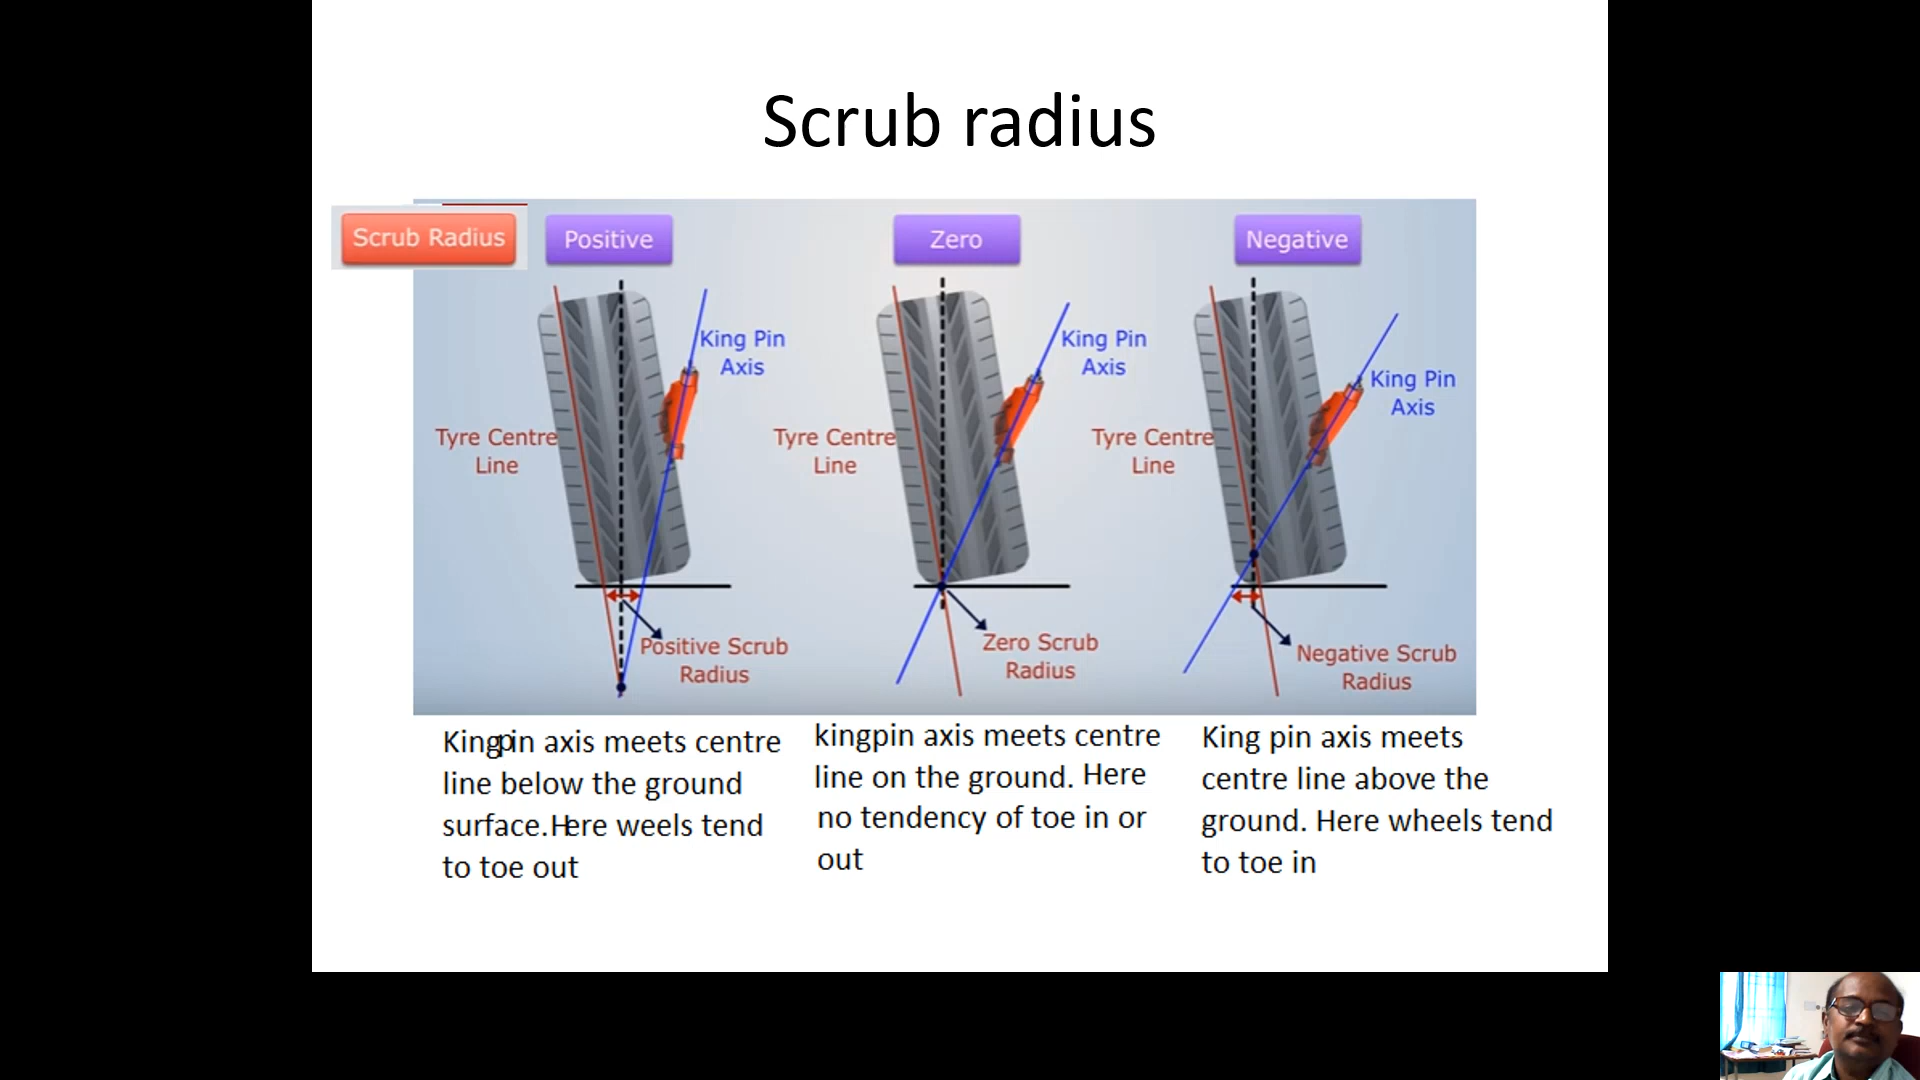 Scrub radius
Scrub Radius
Positive
Zero
Negative
King Pin
Axis
King Pin
Axis
King Pin
Axis
Tyre Centre
Line
Tyre Centre
Line
Tyre Centre
Line
Positive Scrub
Radius
Zero Scrub
Radius
Negative Scrub
Radius
Kingpin axis meets centre
line below the ground
surface.Here weels tend
to toe out
kingpin axis meets centre
line on the ground. Here
no tendency of toe in or
out
King pin axis meets
centre line above the
ground. Here wheels tend
to toe in